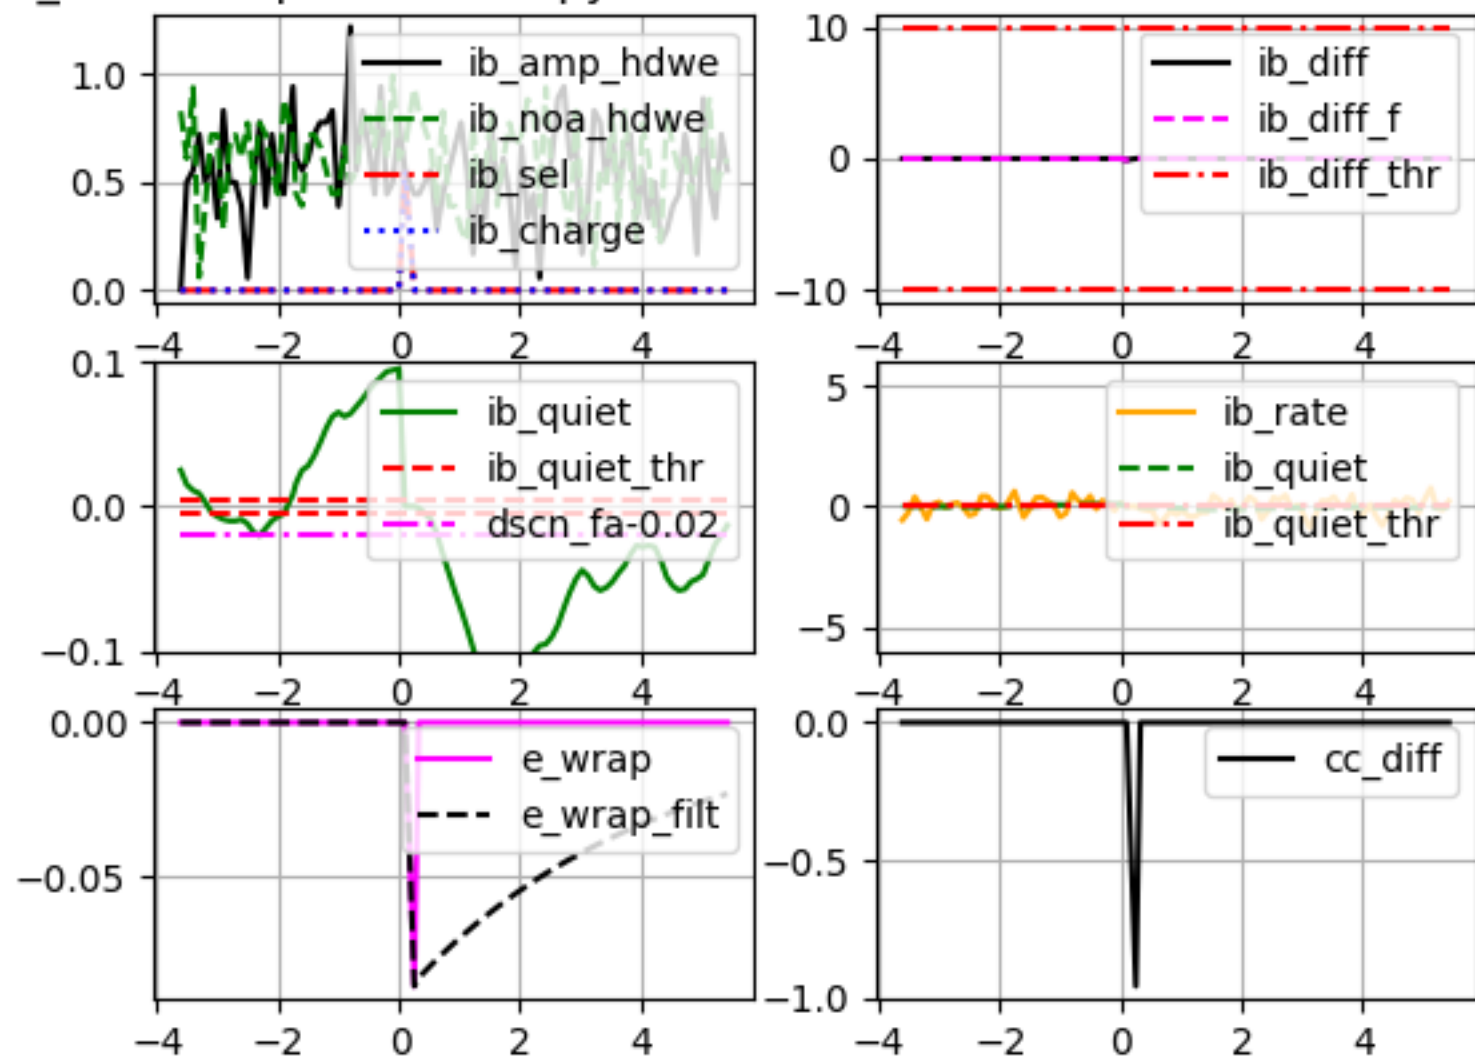 1.0
0.5
0.0
ib_amp_hdwe
ib_noa_hdwe
ib_sel
ib_charge
−4 −2 0 2 4
10
0
−10
ib_diff
ib_diff_f
ib_diff_thr
−4 −2 0 2 4
0.1
0.0
−0.1
ib_quiet
ib_quiet_thr
dscn_fa-0.02
−4 −2 0 2 4
5
0
−5
ib_rate
ib_quiet
ib_quiet_thr
−4 −2 0 2 4
0.00
−0.05
e_wrap
e_wrap_filt
−4 −2 0 2 4
0.0
−0.5
−1.0
cc_diff
−4 −2 0 2 4